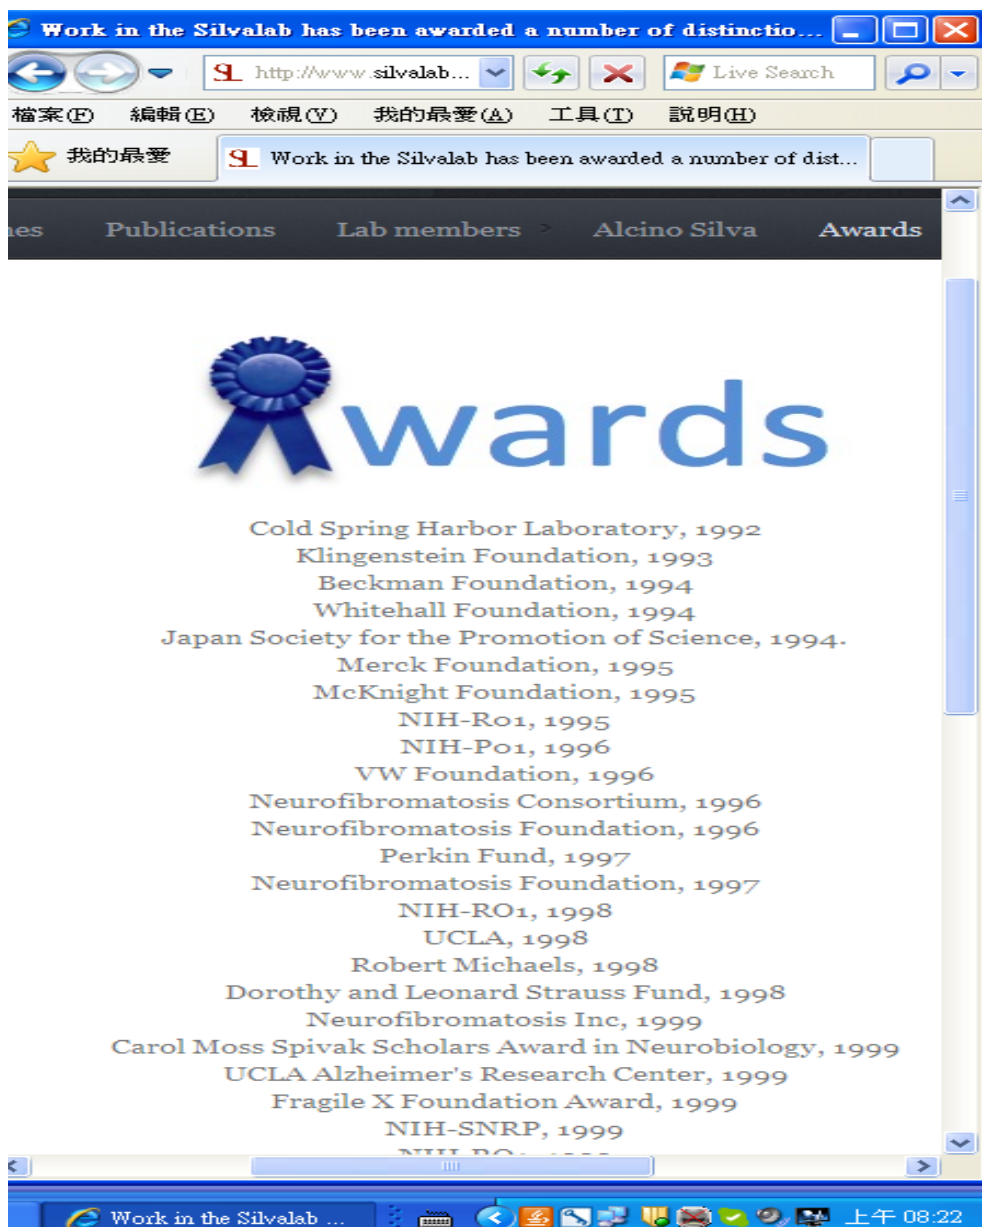 Work in the Silvalab has been awarded a number of distinctio...
http://www.silvalab... Live Search
檔案(F) 編輯(E) 檢視(V) 我的最愛(A) 工具(T) 說明(H)
我的最愛 Work in the Silvalab has been awarded a number of dist...
nes Publications Lab members > Alcino Silva Awards
wards
Cold Spring Harbor Laboratory, 1992
Klingenstein Foundation, 1993
Beckman Foundation, 1994
Whitehall Foundation, 1994
Japan Society for the Promotion of Science, 1994.
Merck Foundation, 1995
McKnight Foundation, 1995
NIH-R01, 1995
NIH-P01, 1996
VW Foundation, 1996
Neurofibromatosis Consortium, 1996
Neurofibromatosis Foundation, 1996
Perkin Fund, 1997
Neurofibromatosis Foundation, 1997
NIH-RO1, 1998
UCLA, 1998
Robert Michaels, 1998
Dorothy and Leonard Strauss Fund, 1998
Neurofibromatosis Inc, 1999
Carol Moss Spivak Scholars Award in Neurobiology, 1999
UCLA Alzheimer's Research Center, 1999
Fragile X Foundation Award, 1999
NIH-SNRP, 1999
Work in the Silvalab ... 上午 08:22